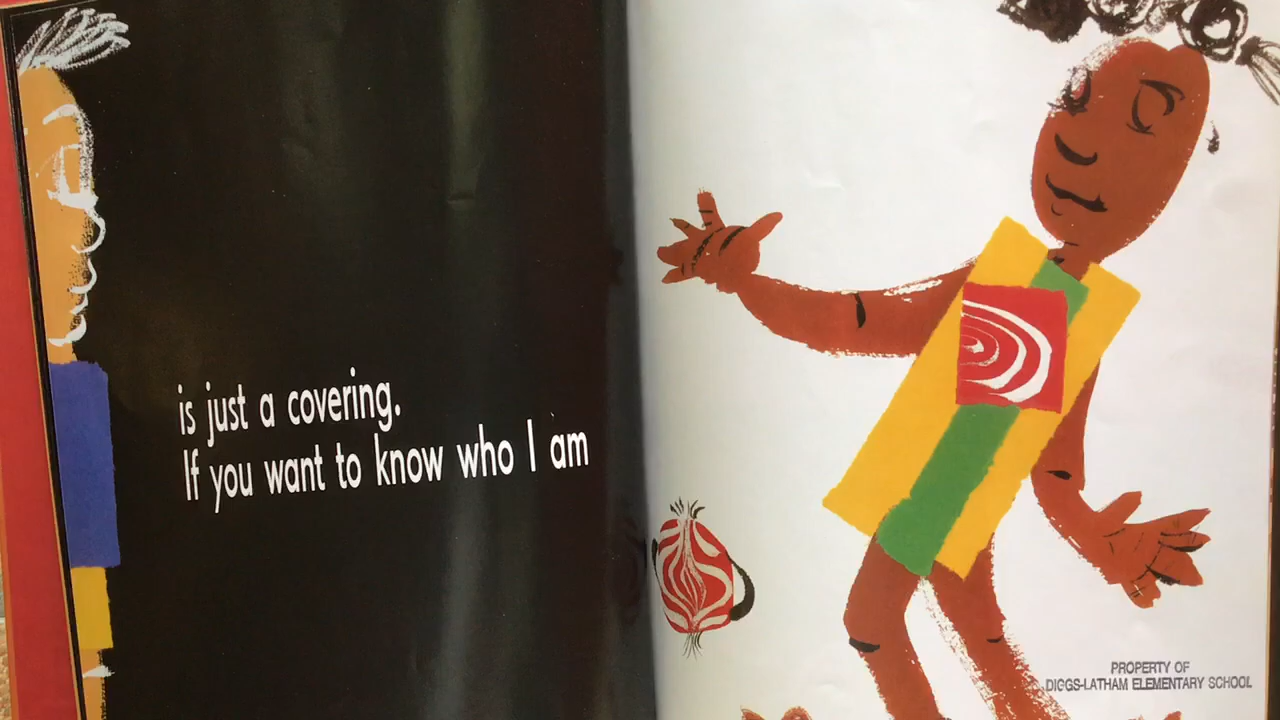 is just a covering.
If you want to know who I am
PROPERTY OF
DIGGS-LATHAM ELEMENTARY SCHOOL